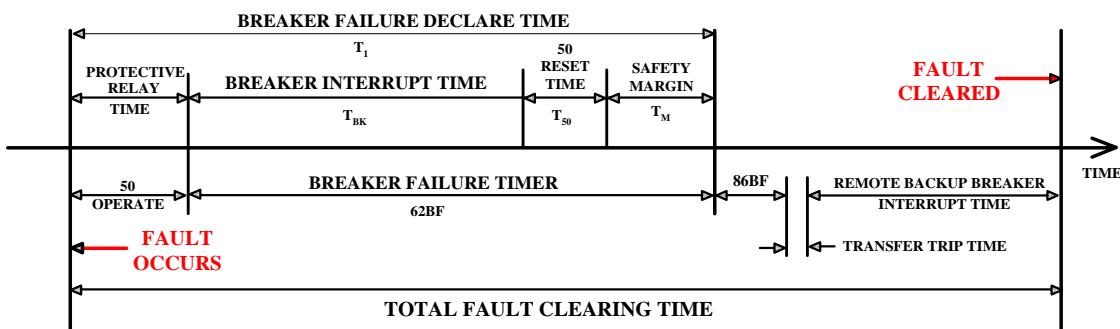 BREAKER FAILURE DECLARE TIME
T1
PROTECTIVE
RELAY
TIME
BREAKER INTERRUPT TIME
TBK
50
RESET
TIME
T50
SAFETY
MARGIN
TM
FAULT
CLEARED
TIME
50
OPERATE
BREAKER FAILURE TIMER
62BF
86BF
REMOTE BACKUP BREAKER
INTERRUPT TIME
FAULT
OCCURS
TRANSFER TRIP TIME
TOTAL FAULT CLEARING TIME